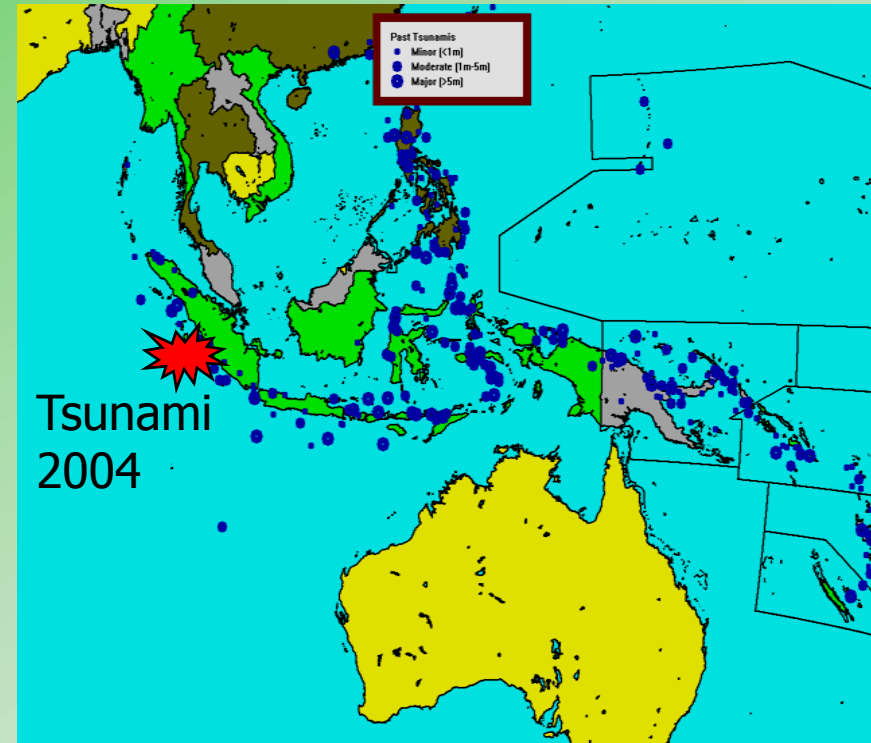 Past Tsunamis
Minor (<1m)
Moderate (1m-5m)
Major (>5m)
Tsunami
2004